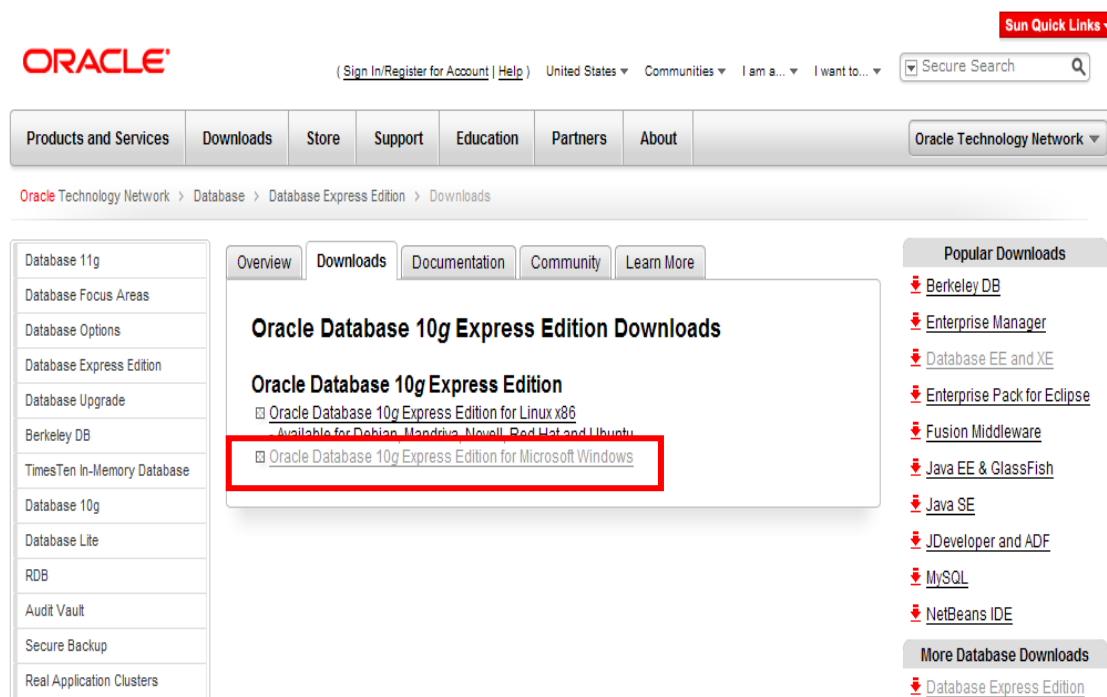 Sun Quick Links
ORACLE
( Sign In/Register for Account | Help ) United States Communities I am a... I want to... Secure Search
Products and Services Downloads Store Support Education Partners About Oracle Technology Network
Oracle Technology Network > Database > Database Express Edition > Downloads
Database 11g
Database Focus Areas
Database Options
Database Express Edition
Database Upgrade
Berkeley DB
TimesTen In-Memory Database
Database 10g
Database Lite
RDB
Audit Vault
Secure Backup
Real Application Clusters
Overview Downloads Documentation Community Learn More
Oracle Database 10g Express Edition Downloads
Oracle Database 10g Express Edition
Oracle Database 10g Express Edition for Linux x86
- Available for Debian, Mandriva, Novell, Red Hat and Ubuntu
Oracle Database 10g Express Edition for Microsoft Windows
Popular Downloads
Berkeley DB
Enterprise Manager
Database EE and XE
Enterprise Pack for Eclipse
Fusion Middleware
Java EE & GlassFish
Java SE
JDeveloper and ADF
MySQL
NetBeans IDE
More Database Downloads
Database Express Edition